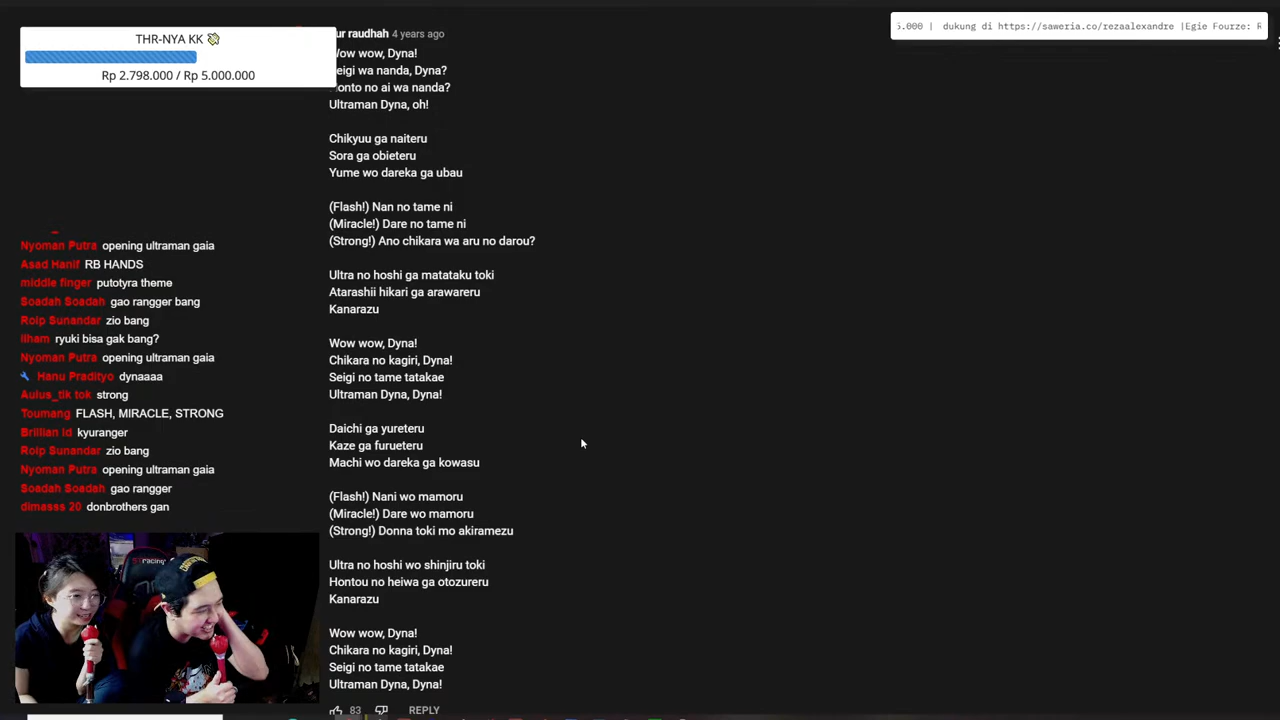 THR-NYA KK
Rp 2.798.000 / Rp 5.000.000
5.000 | dukung di https://saweria.co/rezaalexandre |Egie Fourze: R
raudhah 4 years ago
Wow wow, Dyna!
Seigi wa nanda, Dyna?
Honto no ai wa nanda?
Ultraman Dyna, oh!
Chikyuu ga naiteru
Sora ga obieteru
Yume wo dareka ga ubau
(Flash!) Nan no tame ni
(Miracle!) Dare no tame ni
(Strong!) Ano chikara wa aru no darou?
Ultra no hoshi ga matataku toki
Atarashii hikari ga arawareru
Kanarazu
Wow wow, Dyna!
Chikara no kagiri, Dyna!
Seigi no tame tatakae
Ultraman Dyna, Dyna!
Daichi ga yureteru
Kaze ga furueteru
Machi wo dareka ga kowasu
(Flash!) Nani wo mamoru
(Miracle!) Dare wo mamoru
(Strong!) Donna toki mo akiramezu
Ultra no hoshi wo shinjiru toki
Hontou no heiwa ga otozureru
Kanarazu
Wow wow, Dyna!
Chikara no kagiri, Dyna!
Seigi no tame tatakae
Ultraman Dyna, Dyna!
83 REPLY
Nyoman Putra opening ultraman gaia
Asad Hanif RB HANDS
middle finger putotyra theme
Soadah Soadah gao rangger bang
Roip Sunandar zio bang
Ilham ryuki bisa gak bang?
Nyoman Putra opening ultraman gaia
Hanu Pradityo dynaaaa
Aulus_tik tok strong
Toumang FLASH, MIRACLE, STRONG
Brillian Id kyuranger
Roip Sunandar zio bang
Nyoman Putra opening ultraman gaia
Soadah Soadah gao rangger
dimasss 20 donbrothers gan
STracing